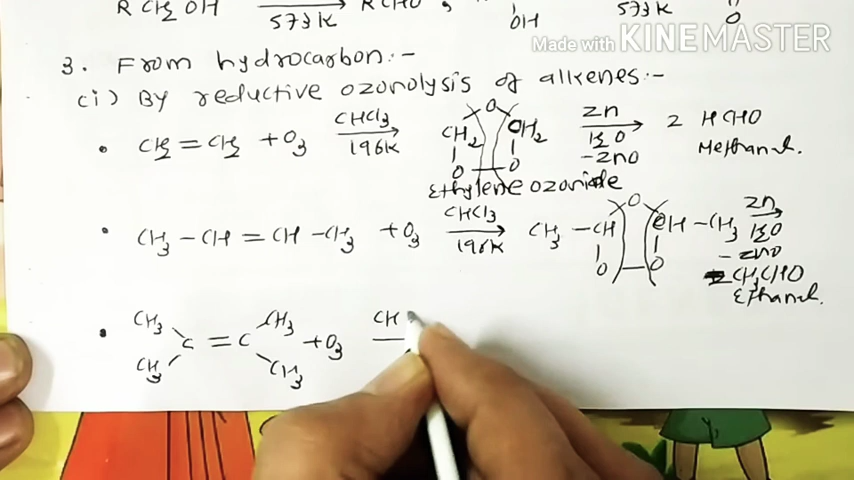 R CH2 OH → 573K RCHO, OH 573K O
Made with KINEMASTER
3. From hydrocarbon:-
(i) By reductive ozonolysis of alkenes:-
• CH2 = CH2 + O3 CHCl3 → 196K CH2 O CH2 O O Zn → H2O -ZnO 2 HCHO
Methanal.
Ethylene ozonide
• CH3 - CH = CH - CH3 + O3 CHCl3 → 196K CH3 - CH O CH - CH3 O O Zn → H2O -ZnO
2 CH3CHO
Ethanal.
• CH3 CH3 C = C CH3 CH3 + O3 CH